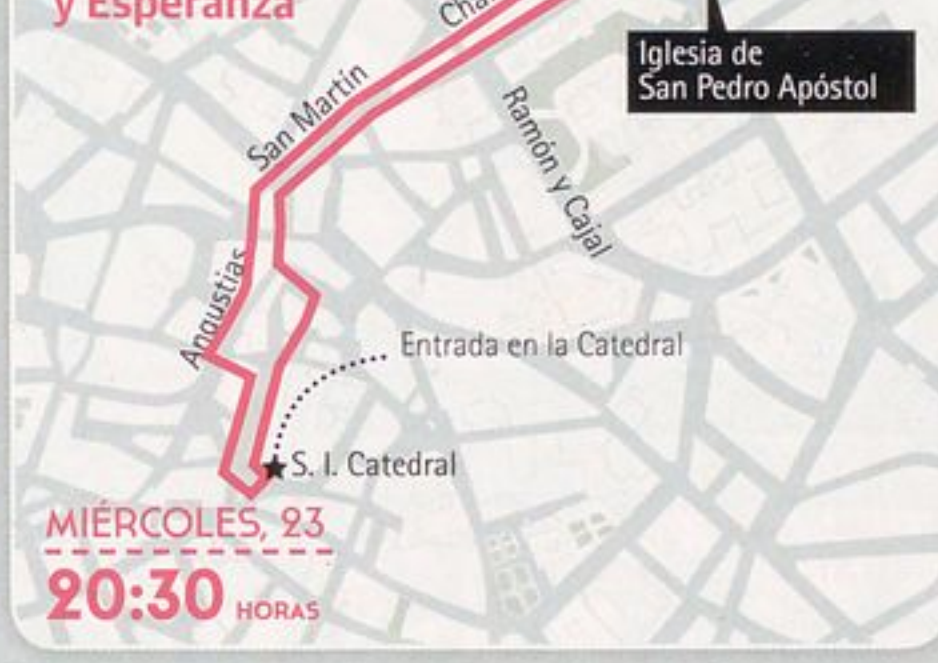 y Esperanza
Iglesia de
San Pedro Apóstol
San Martín
Ramón y Cajal
Angustias
Entrada en la Catedral
S. I. Catedral
MIÉRCOLES, 23
20:30 HORAS